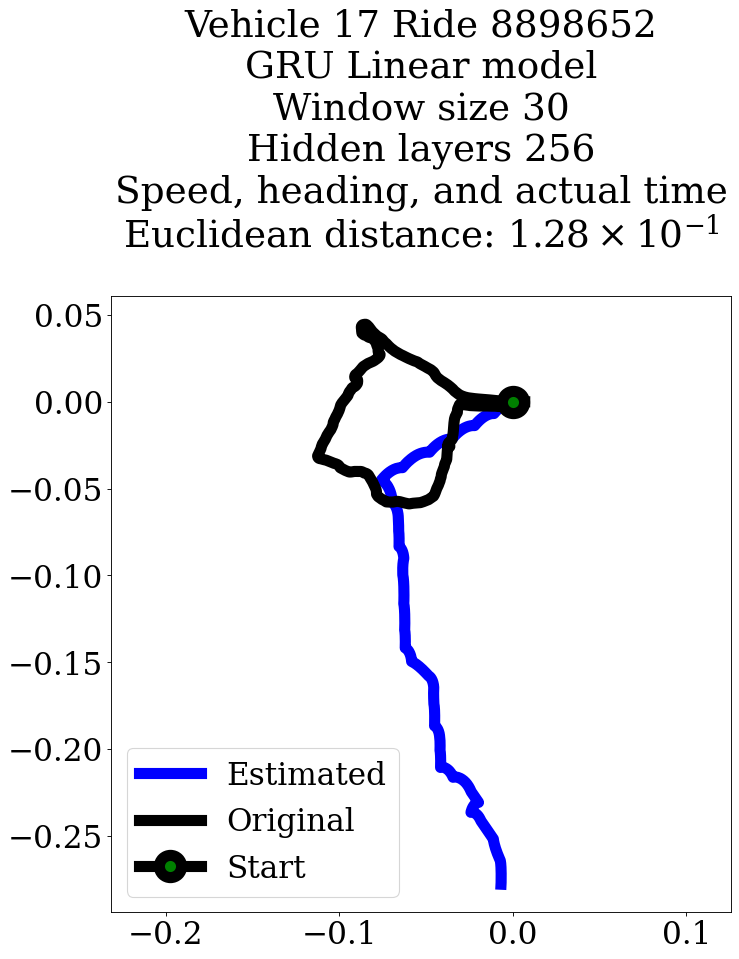 Vehicle 17 Ride 8898652
GRU Linear model
Window size 30
Hidden layers 256
Speed, heading, and actual time
Euclidean distance: 1.28 × 10⁻¹
0.05
0.00
−0.05
−0.10
−0.15
−0.20
−0.25
Estimated
Original
Start
−0.2
−0.1
0.0
0.1